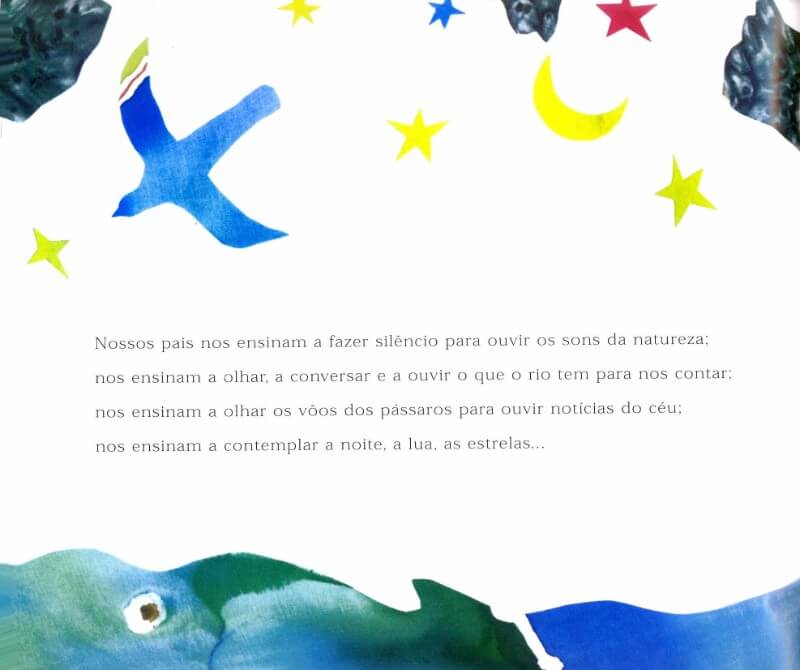 Nossos pais nos ensinam a fazer silêncio para ouvir os sons da natureza;
nos ensinam a olhar, a conversar e a ouvir o que o rio tem para nos contar;
nos ensinam a olhar os vôos dos pássaros para ouvir notícias do céu;
nos ensinam a contemplar a noite, a lua, as estrelas...